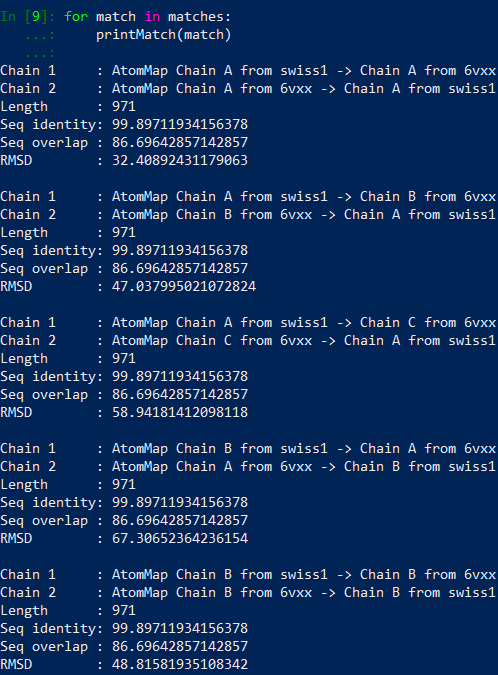 In [9]: for match in matches:
   ...:     printMatch(match)
   ...:
Chain 1     : AtomMap Chain A from swiss1 -> Chain A from 6vxx
Chain 2     : AtomMap Chain A from 6vxx -> Chain A from swiss1
Length      : 971
Seq identity: 99.89711934156378
Seq overlap : 86.69642857142857
RMSD        : 32.40892431179063

Chain 1     : AtomMap Chain A from swiss1 -> Chain B from 6vxx
Chain 2     : AtomMap Chain B from 6vxx -> Chain A from swiss1
Length      : 971
Seq identity: 99.89711934156378
Seq overlap : 86.69642857142857
RMSD        : 47.037995021072824

Chain 1     : AtomMap Chain A from swiss1 -> Chain C from 6vxx
Chain 2     : AtomMap Chain C from 6vxx -> Chain A from swiss1
Length      : 971
Seq identity: 99.89711934156378
Seq overlap : 86.69642857142857
RMSD        : 58.94181412098118

Chain 1     : AtomMap Chain B from swiss1 -> Chain A from 6vxx
Chain 2     : AtomMap Chain A from 6vxx -> Chain B from swiss1
Length      : 971
Seq identity: 99.89711934156378
Seq overlap : 86.69642857142857
RMSD        : 67.30652364236154

Chain 1     : AtomMap Chain B from swiss1 -> Chain B from 6vxx
Chain 2     : AtomMap Chain B from 6vxx -> Chain B from swiss1
Length      : 971
Seq identity: 99.89711934156378
Seq overlap : 86.69642857142857
RMSD        : 48.81581935108342